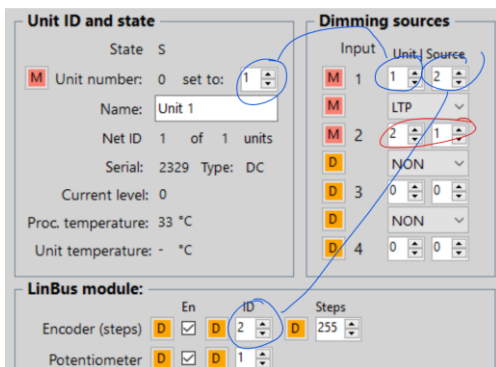 Unit ID and state
State S
M Unit number: 0 set to: 1
Name: Unit 1
Net ID 1 of 1 units
Serial: 2329 Type: DC
Current level: 0
Proc. temperature: 33 °C
Unit temperature: - °C
Dimming sources
Input Unit | Source
M 1 1 2
M LTP
M 2 2 1
D NON
D 3 0 0
D NON
D 4 0 0
LinBus module:
En ID Steps
Encoder (steps) D D 2 D 255
Potentiometer D D 1